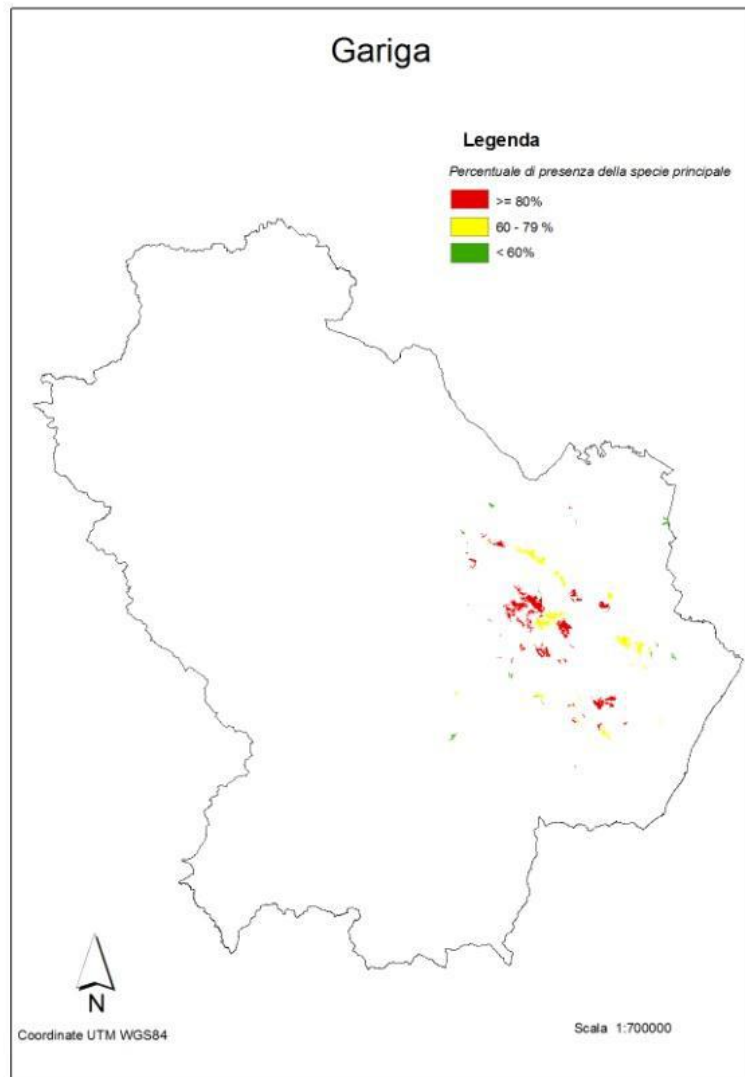 Gariga
Legenda
Percentuale di presenza della specie principale
>= 80%
60 - 79 %
< 60%
N
Coordinate UTM WGS84
Scala 1:700000